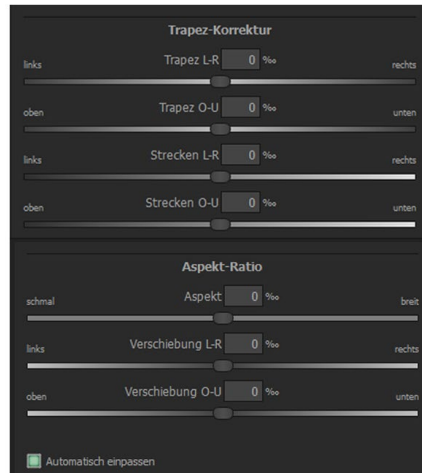 Trapez-Korrektur
links Trapez L-R 0 ‰ rechts
oben Trapez O-U 0 ‰ unten
links Strecken L-R 0 ‰ rechts
oben Strecken O-U 0 ‰ unten
Aspekt-Ratio
schmal Aspekt 0 ‰ breit
links Verschiebung L-R 0 ‰ rechts
oben Verschiebung O-U 0 ‰ unten
Automatisch einpassen